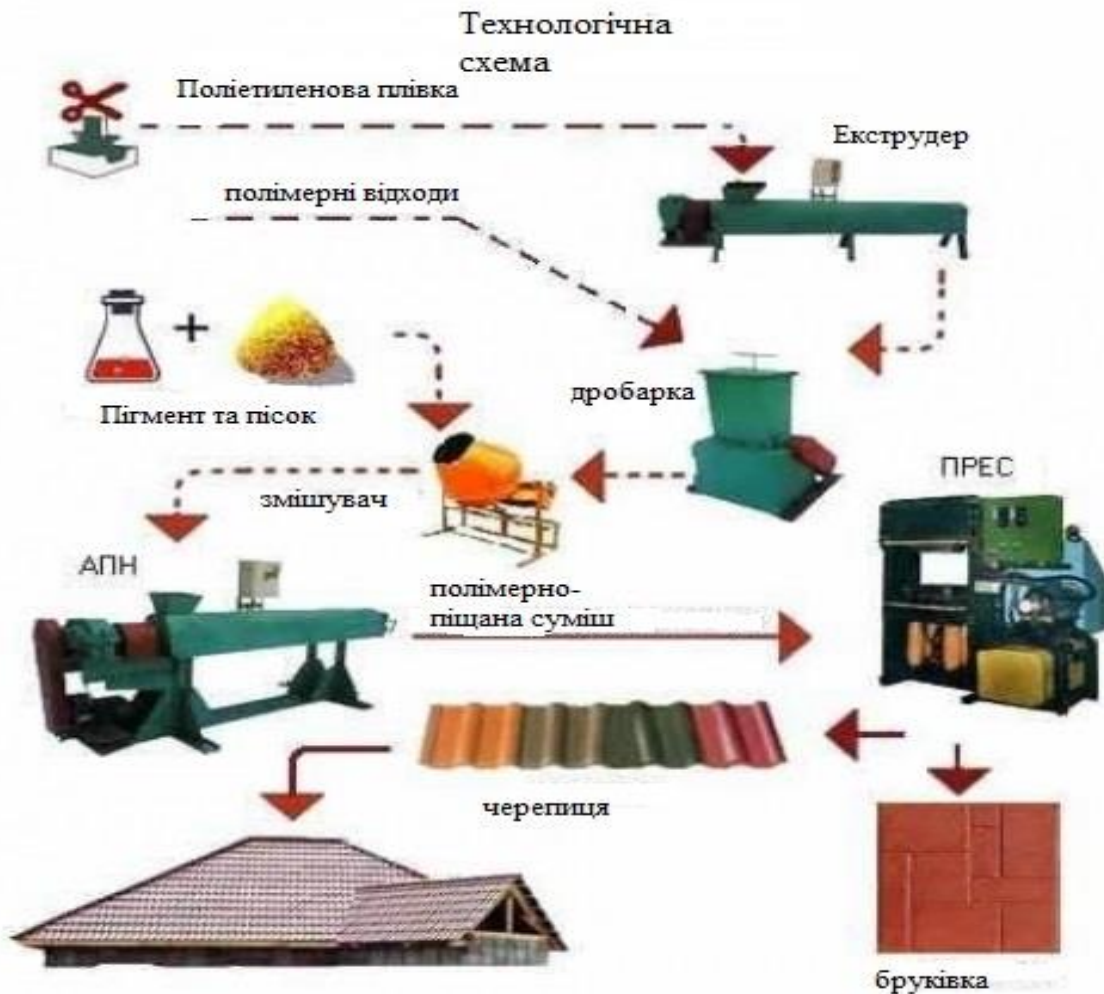 Технологічна
схема
Поліетиленова плівка
Екструдер
полімерні відходи
Пігмент та пісок
дробарка
змішувач
ПРЕС
АПН
полімерно-
піщана суміш
черепиця
бруківка